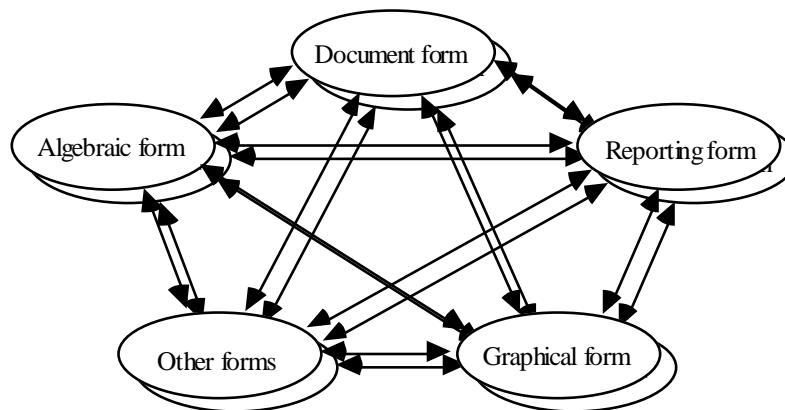 Document form
Algebraic form
Reporting form
Other forms
Graphical form